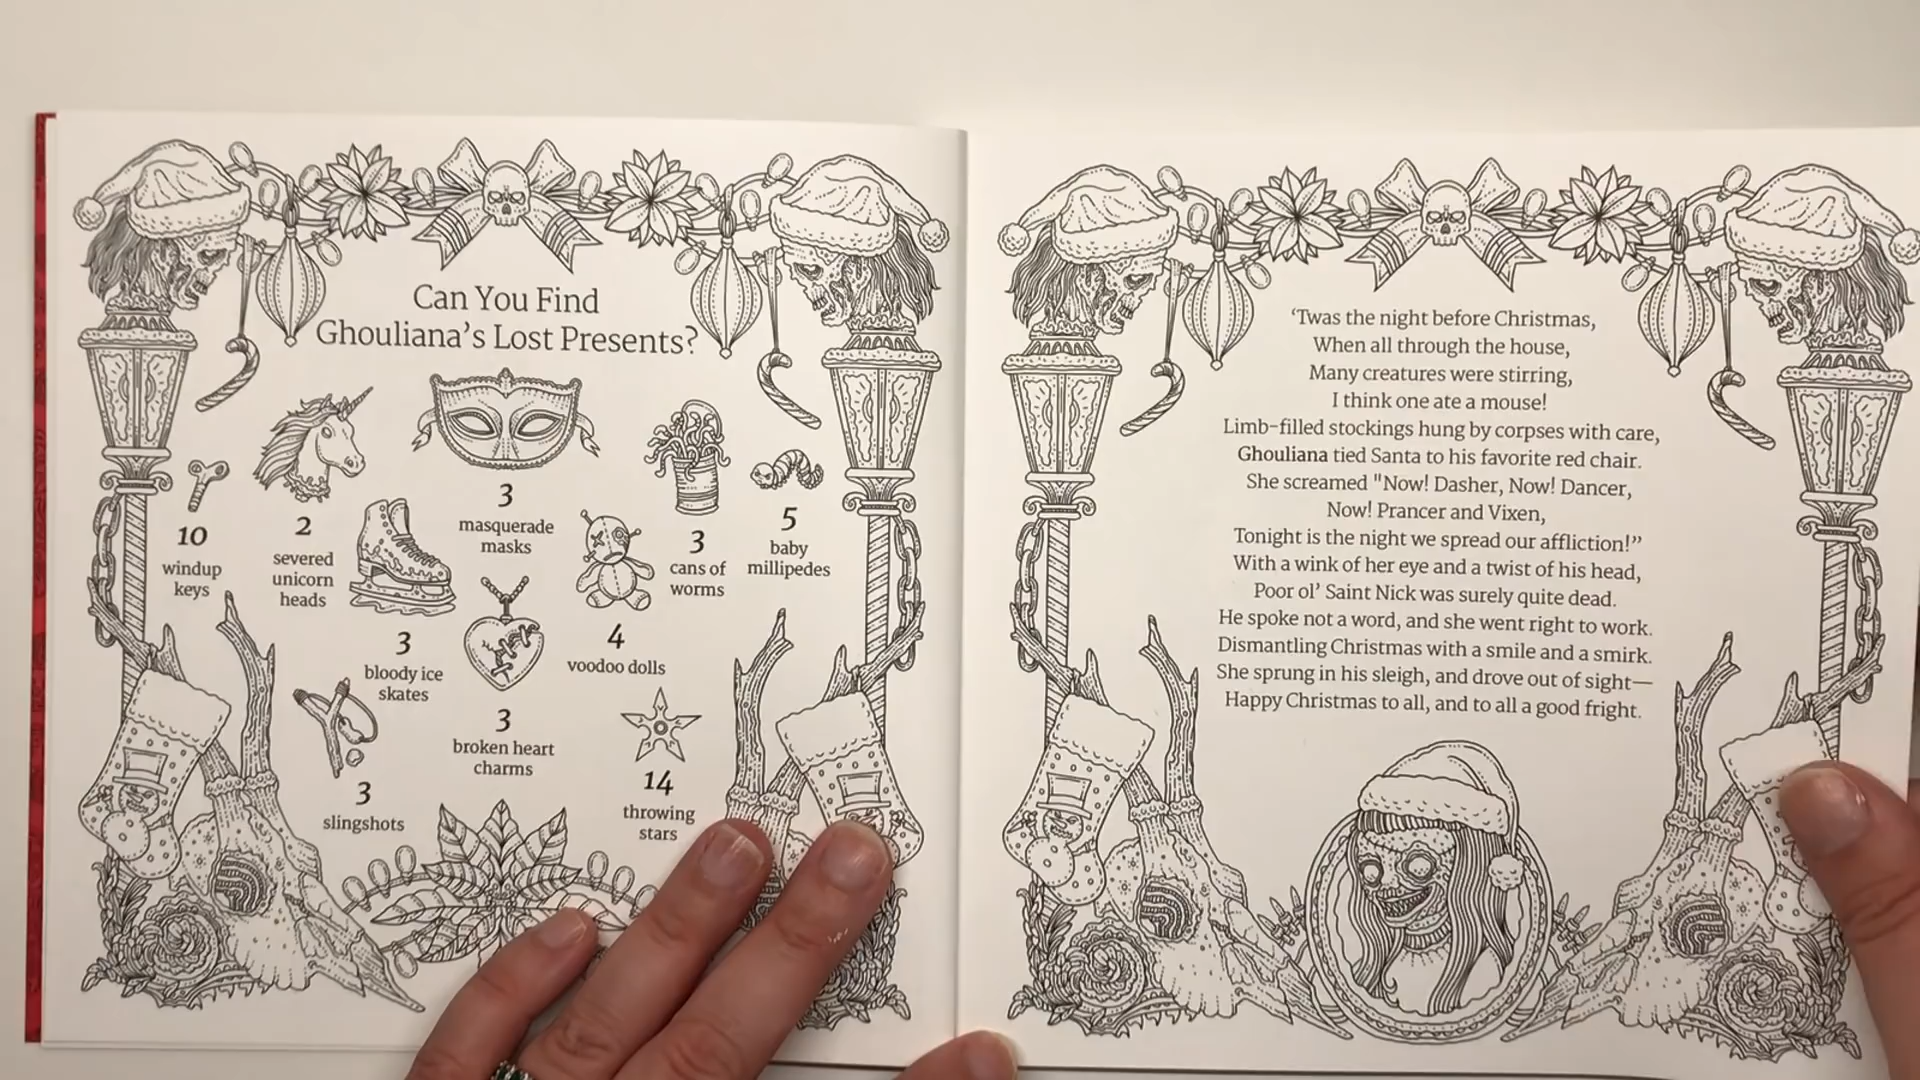 Can You Find
Ghouliana's Lost Presents?
10
windup
keys
2
severed
unicorn
heads
3
masquerade
masks
3
cans of
worms
5
baby
millipedes
3
bloody ice
skates
4
voodoo dolls
3
slingshots
3
broken heart
charms
14
throwing
stars
‘Twas the night before Christmas,
When all through the house,
Many creatures were stirring,
I think one ate a mouse!
Limb-filled stockings hung by corpses with care,
Ghouliana tied Santa to his favorite red chair.
She screamed "Now! Dasher, Now! Dancer,
Now! Prancer and Vixen,
Tonight is the night we spread our affliction!”
With a wink of her eye and a twist of his head,
Poor ol’ Saint Nick was surely quite dead.
He spoke not a word, and she went right to work.
Dismantling Christmas with a smile and a smirk.
She sprung in his sleigh, and drove out of sight—
Happy Christmas to all, and to all a good fright.